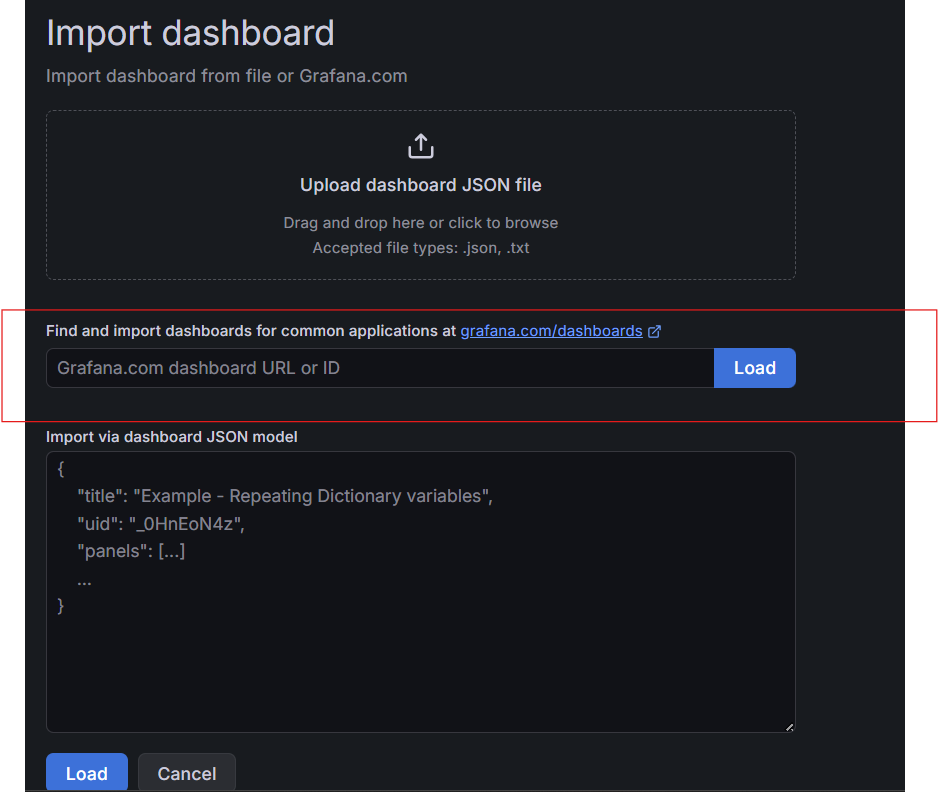 Import dashboard
Import dashboard from file or Grafana.com
Upload dashboard JSON file
Drag and drop here or click to browse
Accepted file types: .json, .txt
Find and import dashboards for common applications at grafana.com/dashboards
Grafana.com dashboard URL or ID
Load
Import via dashboard JSON model
{
"title": "Example - Repeating Dictionary variables",
"uid": "_0HnEoN4z",
"panels": [...]
...
}
Load Cancel